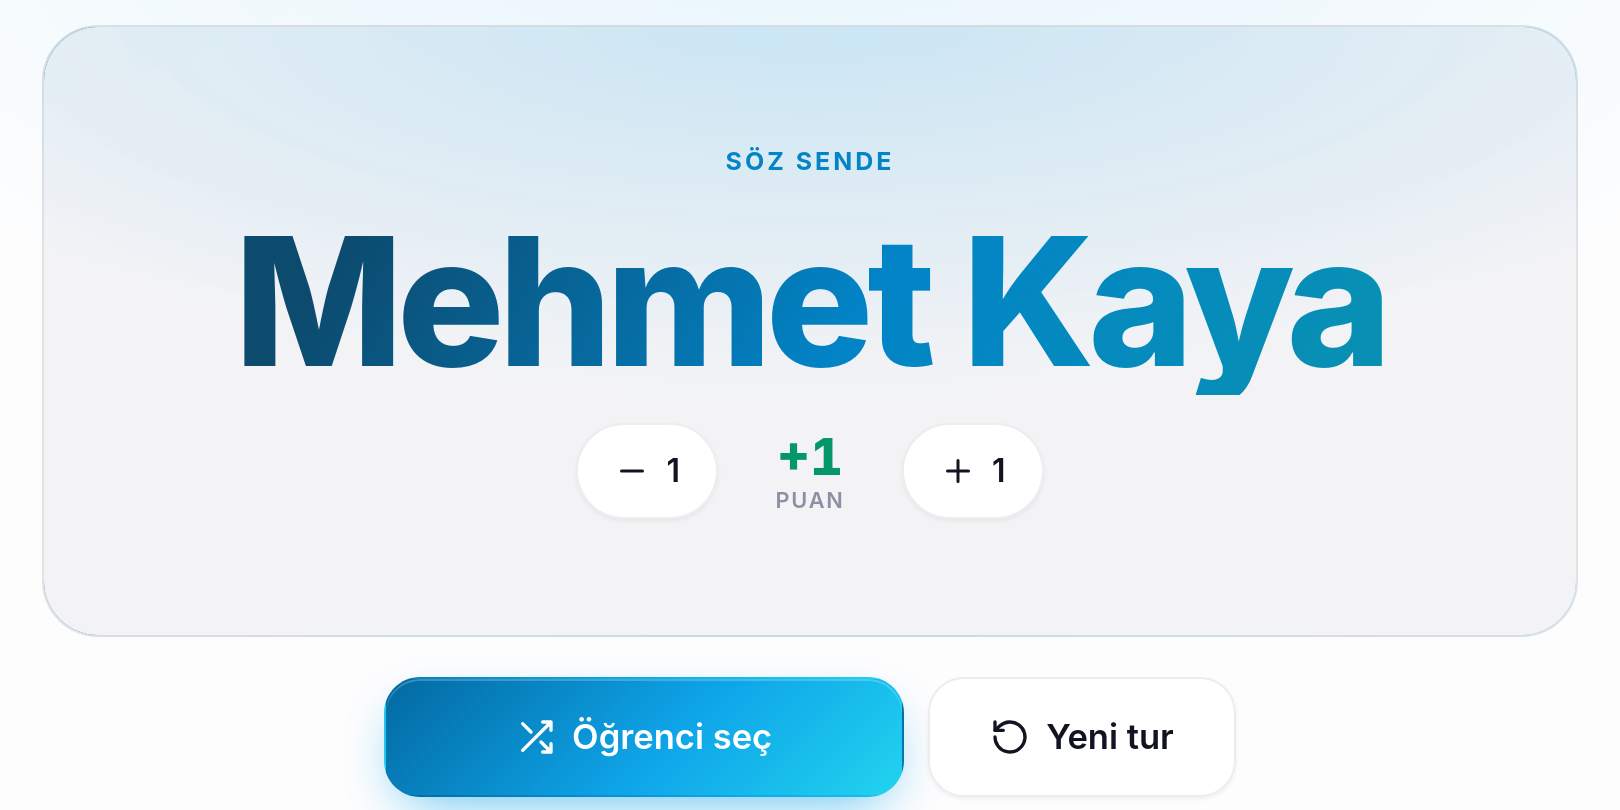 SÖZ SENDE
Mehmet Kaya
− 1
+1
+ 1
PUAN
Öğrenci seç
Yeni tur